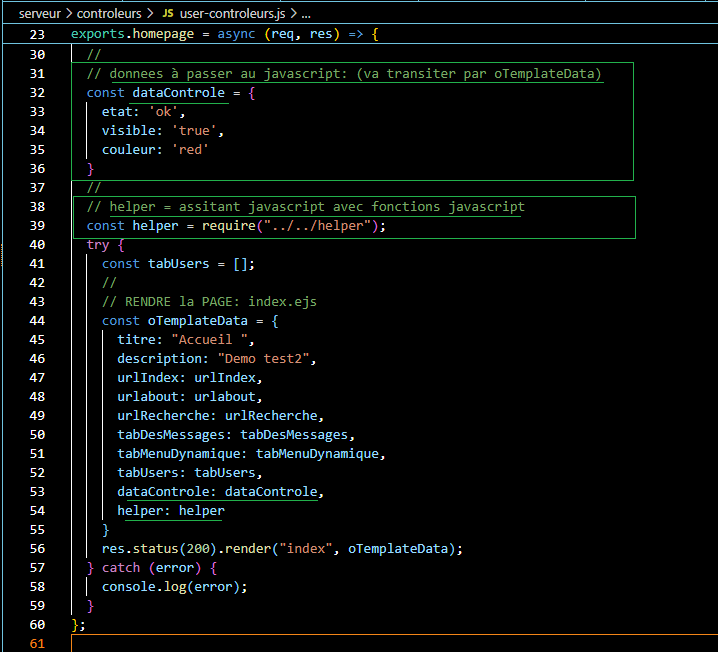 serveur > controleurs > JS user-controleurs.js > ...
23 exports.homepage = async (req, res) => {
30 //
31 // donnees à passer au javascript: (va transiter par oTemplateData)
32 const dataControle = {
33 etat: 'ok',
34 visible: 'true',
35 couleur: 'red'
36 }
37 //
38 // helper = assitant javascript avec fonctions javascript
39 const helper = require("../../helper");
40 try {
41 const tabUsers = [];
42 //
43 // RENDRE la PAGE: index.ejs
44 const oTemplateData = {
45 titre: "Accueil ",
46 description: "Demo test2",
47 urlIndex: urlIndex,
48 urlabout: urlabout,
49 urlRecherche: urlRecherche,
50 tabDesMessages: tabDesMessages,
51 tabMenuDynamique: tabMenuDynamique,
52 tabUsers: tabUsers,
53 dataControle: dataControle,
54 helper: helper
55 }
56 res.status(200).render("index", oTemplateData);
57 } catch (error) {
58 console.log(error);
59 }
60 };
61